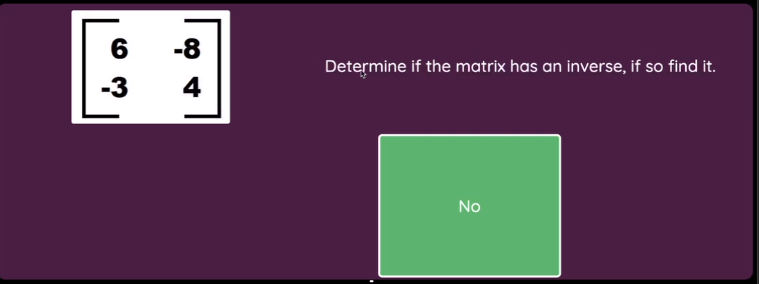 6 -8
-3 4
Determine if the matrix has an inverse, if so find it.
No